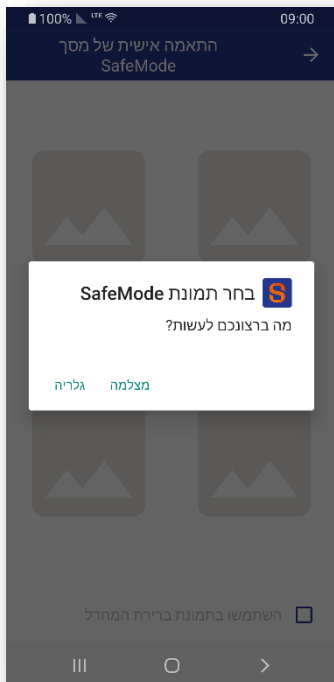 100% LTE 09:00
התאמה אישית של מסך
SafeMode
S
בחר תמונת SafeMode
מה ברצונכם לעשות?
מצלמה
גלריה
השתמשו בתמונת ברירת המחדל